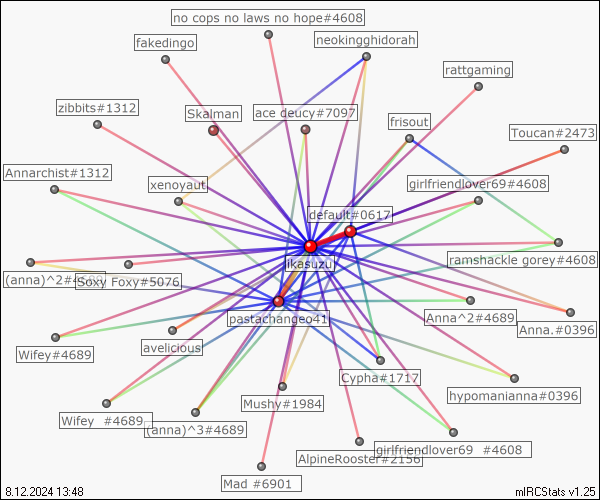 no cops no laws no hope#4608
neokingghidorah
fakedingo
rattgaming
zibbits#1312
Skalman
ace deucy#7097
frisout
Toucan#2473
Annarchist#1312
xenoyaut
girlfriendlover69#4608
default#0617
(anna)^2#
Soxy Foxy#5076
ikasuzu
ramshackle gorey#4608
pastachangeo41
Anna^2#4689
Anna.#0396
Wifey#4689
avelicious
Cypha#1717
hypomanianna#0396
Wifey #4689
(anna)^3#4689
Mushy#1984
girlfriendlover69 #4608
AlpineRooster#2156
Mad #6901
8.12.2024 13:48
mIRCStats v1.25